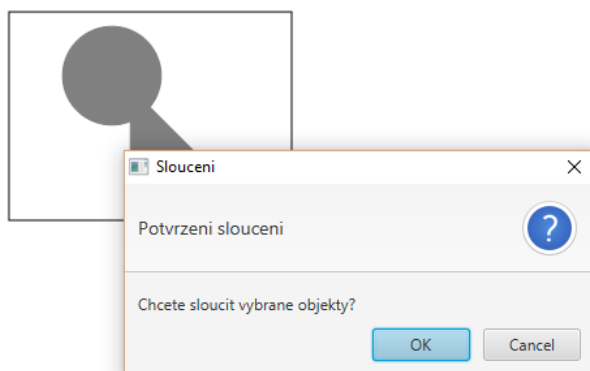 Slouceni
Potvrzeni slouceni
?
Chcete sloucit vybrane objekty?
OK
Cancel